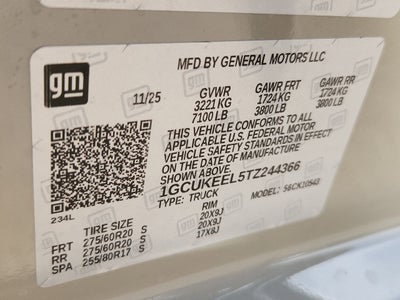 gm
MFD BY GENERAL MOTORS LLC
11/25 GVWR GAWR FRT GAWR RR
3221 KG 1724 KG 1724 KG
7100 LB 3800 LB 3800 LB
THIS VEHICLE CONFORMS TO ALL
APPLICABLE U.S. FEDERAL MOTOR
VEHICLE SAFETY STANDARDS IN EFFECT
ON THE DATE OF MANUFACTURE
1GCUKEEL5TZ244366
TYPE: TRUCK MODEL: 56CK10543
234L
TIRE SIZE RIM
FRT 275/60R20 S 20X9J
RR 275/60R20 S 20X9J
SPA 255/80R17 S 17X8J